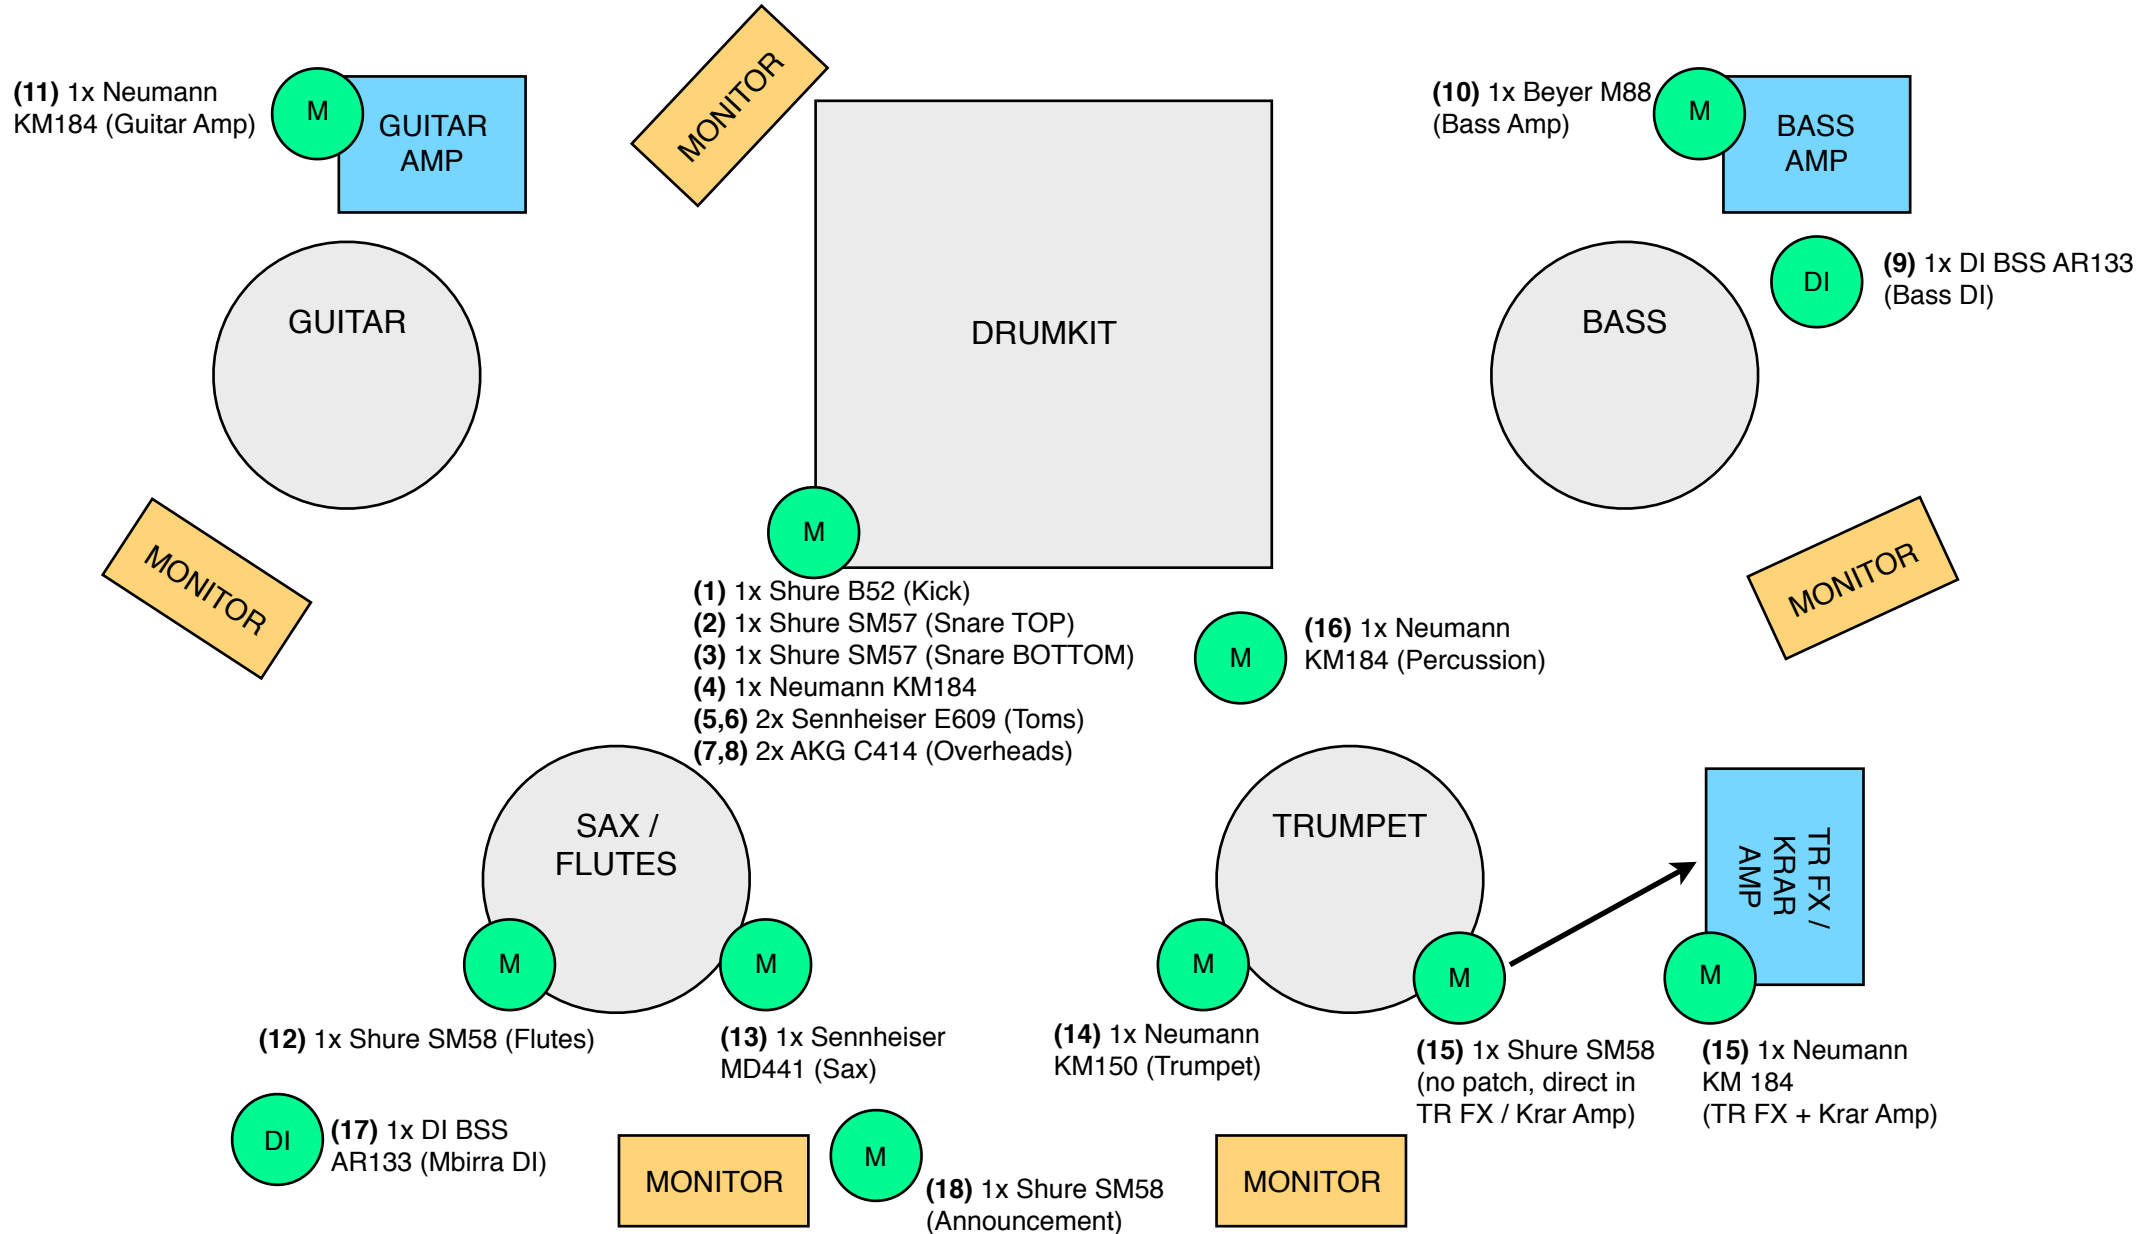 (11) 1x Neumann
KM184 (Guitar Amp)
M
GUITAR
AMP
MONITOR
(10) 1x Beyer M88
(Bass Amp)
M
BASS
AMP
GUITAR
DRUMKIT
BASS
DI
(9) 1x DI BSS AR133
(Bass DI)
MONITOR
M
MONITOR
(1) 1x Shure B52 (Kick)
(2) 1x Shure SM57 (Snare TOP)
(3) 1x Shure SM57 (Snare BOTTOM)
(4) 1x Neumann KM184
(5,6) 2x Sennheiser E609 (Toms)
(7,8) 2x AKG C414 (Overheads)
M
(16) 1x Neumann
KM184 (Percussion)
SAX /
FLUTES
TRUMPET
TR FX /
KRAR
AMP
M
M
M
M
M
(12) 1x Shure SM58 (Flutes)
(13) 1x Sennheiser
MD441 (Sax)
(14) 1x Neumann
KM150 (Trumpet)
(15) 1x Shure SM58
(no patch, direct in
TR FX / Krar Amp)
(15) 1x Neumann
KM 184
(TR FX + Krar Amp)
DI
(17) 1x DI BSS
AR133 (Mbirra DI)
MONITOR
M
(18) 1x Shure SM58
(Announcement)
MONITOR